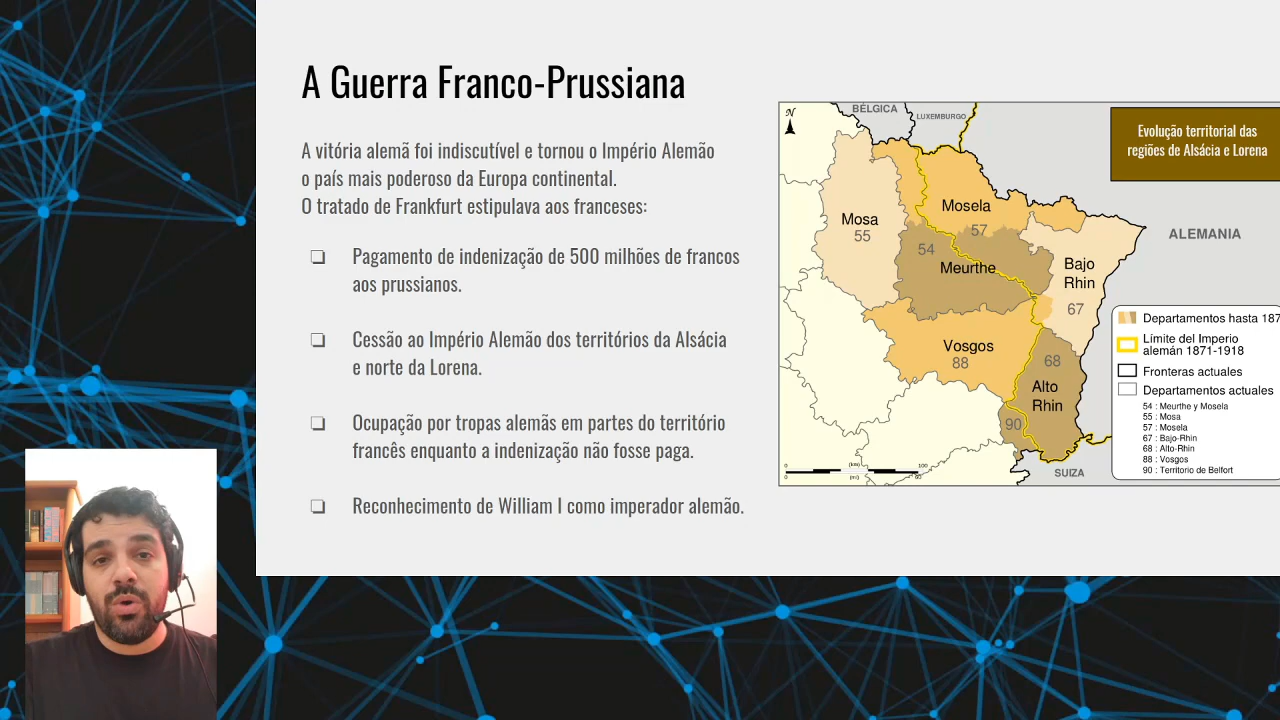 A Guerra Franco-Prussiana
A vitória alemã foi indiscutível e tornou o Império Alemão
o país mais poderoso da Europa continental.
O tratado de Frankfurt estipulava aos franceses:
Pagamento de indenização de 500 milhões de francos
aos prussianos.
Cessão ao Império Alemão dos territórios da Alsácia
e norte da Lorena.
Ocupação por tropas alemãs em partes do território
francês enquanto a indenização não fosse paga.
Reconhecimento de William I como imperador alemão.
N
BÉLGICA
LUXEMBURGO
Evolução territorial das
regiões de Alsácia e Lorena
Mosa
55
Mosela
57
54
Meurthe
ALEMANIA
Bajo
Rhin
67
Vosgos
88
68
Alto
Rhin
90
SUIZA
0
(km)
100
0
(mi)
60
Departamentos hasta 187
Límite del Imperio
alemán 1871-1918
Fronteras actuales
Departamentos actuales
54 : Meurthe y Mosela
55 : Mosa
57 : Mosela
67 : Bajo-Rhin
68 : Alto-Rhin
88 : Vosgos
90 : Territorio de Belfort